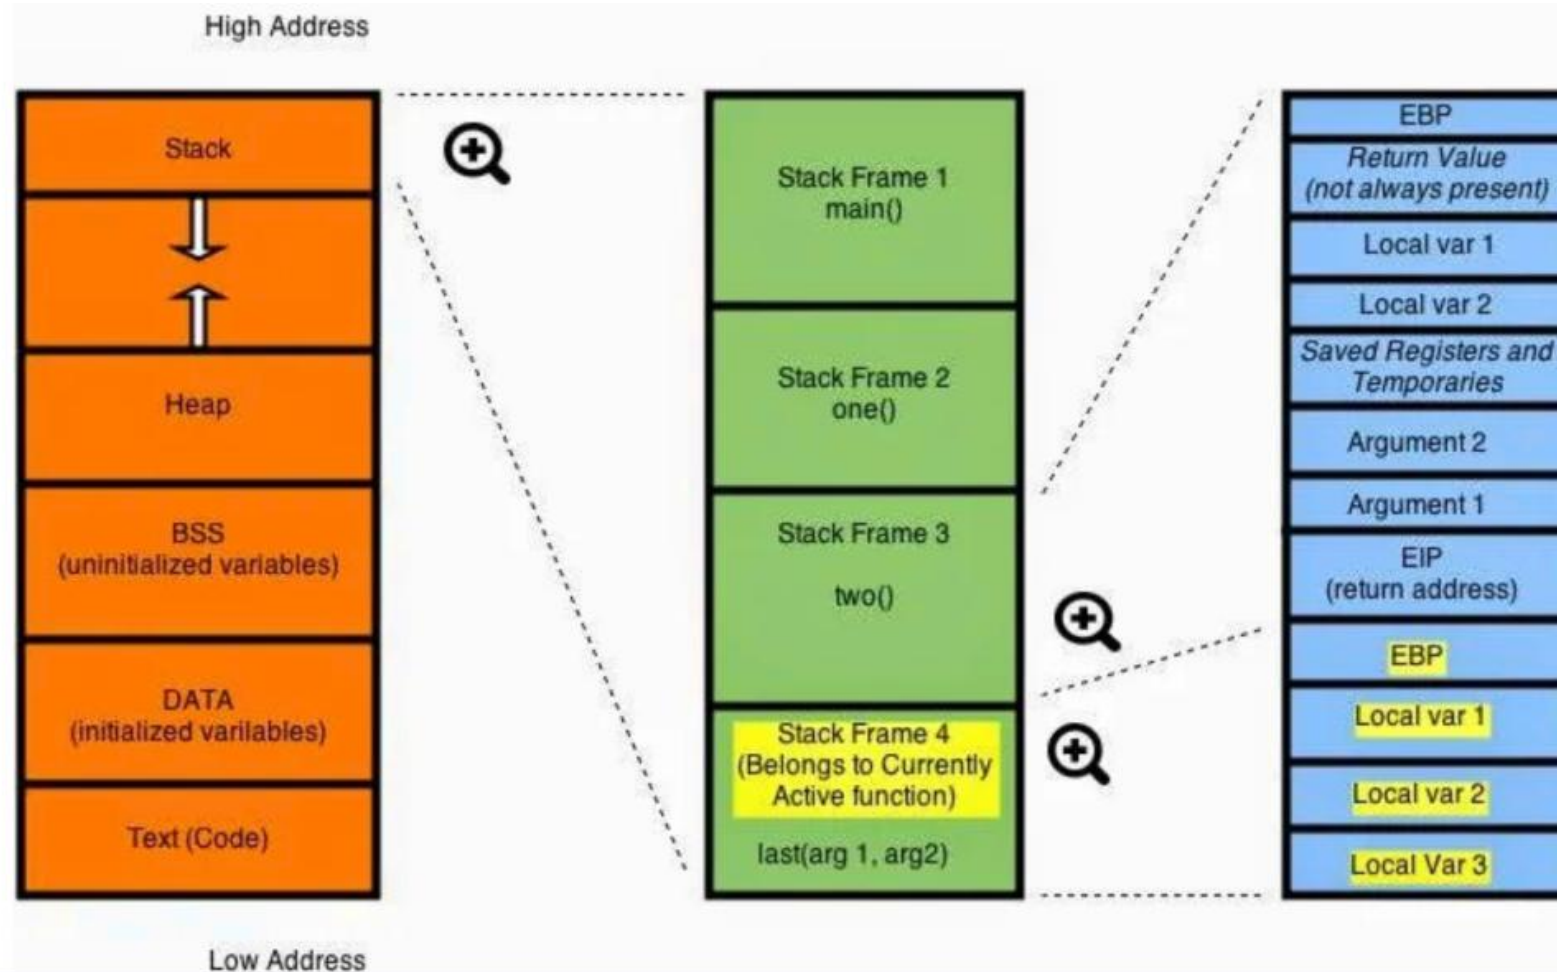 High Address
Stack
Heap
BSS
(uninitialized variables)
DATA
(initialized varilables)
Text (Code)
Low Address
Stack Frame 1
main()
Stack Frame 2
one()
Stack Frame 3
two()
Stack Frame 4
(Belongs to Currently
Active function)
last(arg 1, arg2)
EBP
Return Value
(not always present)
Local var 1
Local var 2
Saved Registers and
Temporaries
Argument 2
Argument 1
EIP
(return address)
EBP
Local var 1
Local var 2
Local Var 3